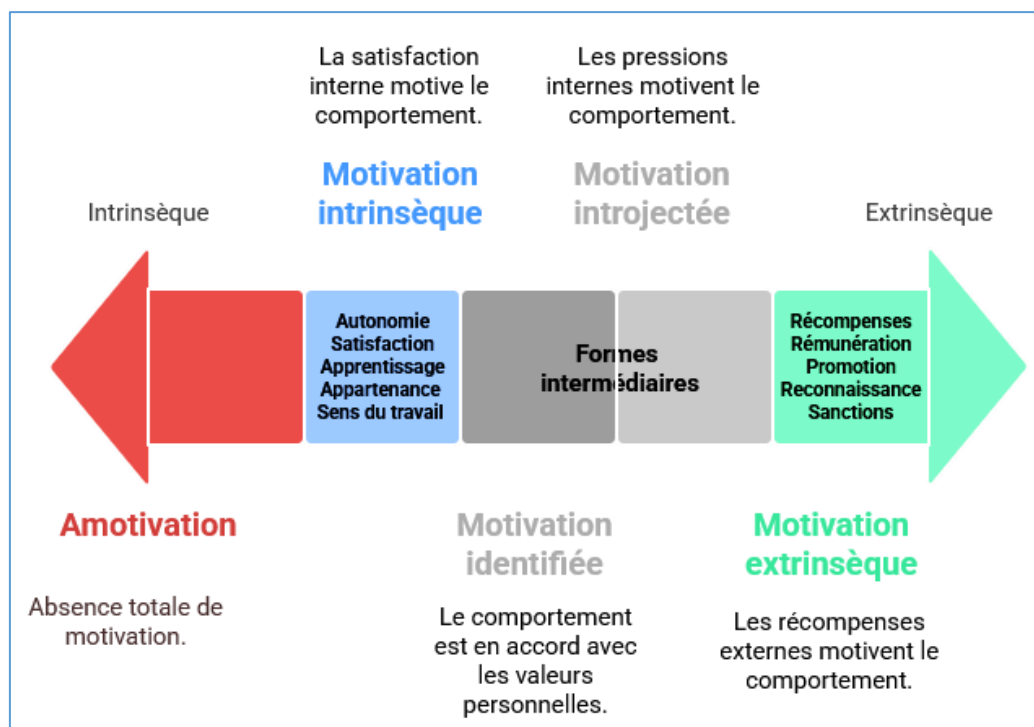 La satisfaction
interne motive le
comportement.
Les pressions
internes motivent le
comportement.
Motivation
intrinsèque
Motivation
introjectée
Intrinsèque
Extrinsèque
Autonomie
Satisfaction
Apprentissage
Appartenance
Sens du travail
Formes
intermédiaires
Récompenses
Rémunération
Promotion
Reconnaissance
Sanctions
Amotivation
Absence totale de
motivation.
Motivation
identifiée
Le comportement
est en accord avec
les valeurs
personnelles.
Motivation
extrinsèque
Les récompenses
externes motivent le
comportement.